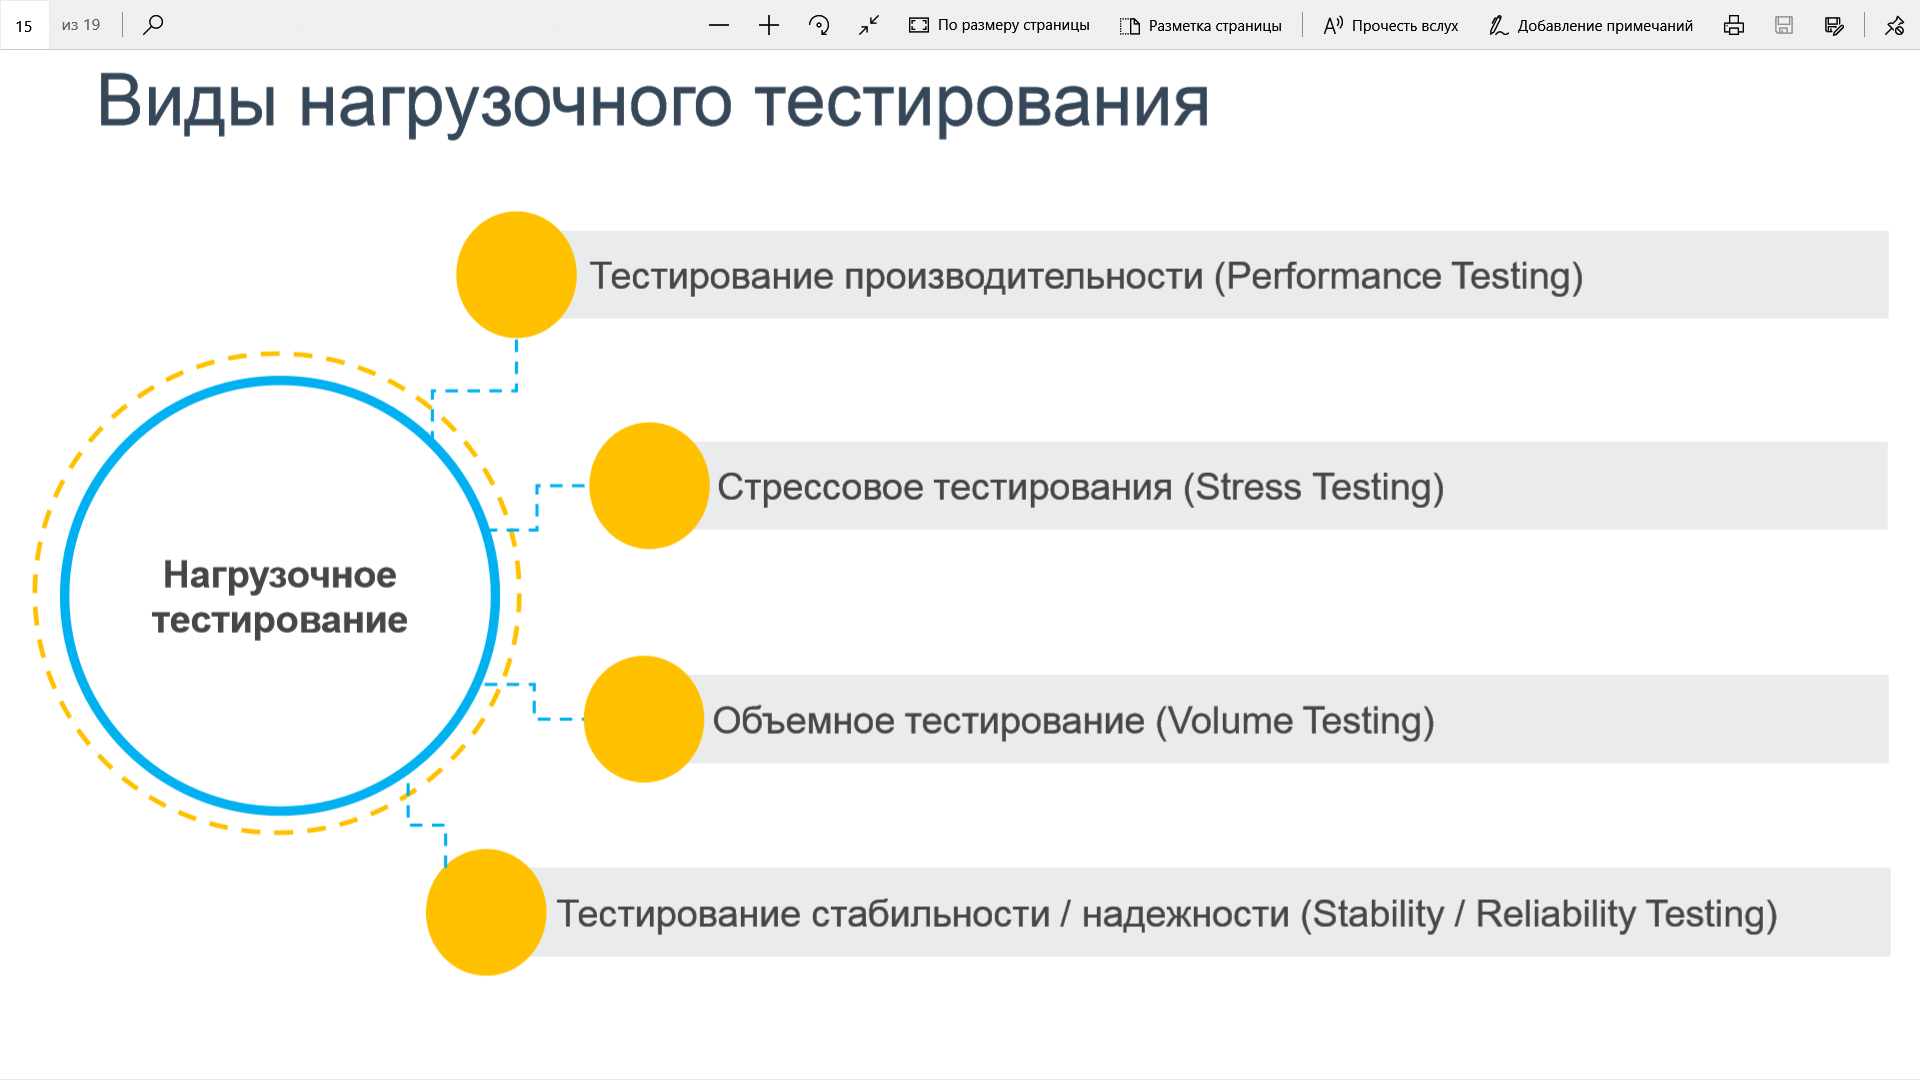 15 из 19 По размеру страницы Разметка страницы Прочесть вслух Добавление примечаний
Виды нагрузочного тестирования
Тестирование производительности (Performance Testing)
Стрессовое тестирования (Stress Testing)
Нагрузочное
тестирование
Объемное тестирование (Volume Testing)
Тестирование стабильности / надежности (Stability / Reliability Testing)